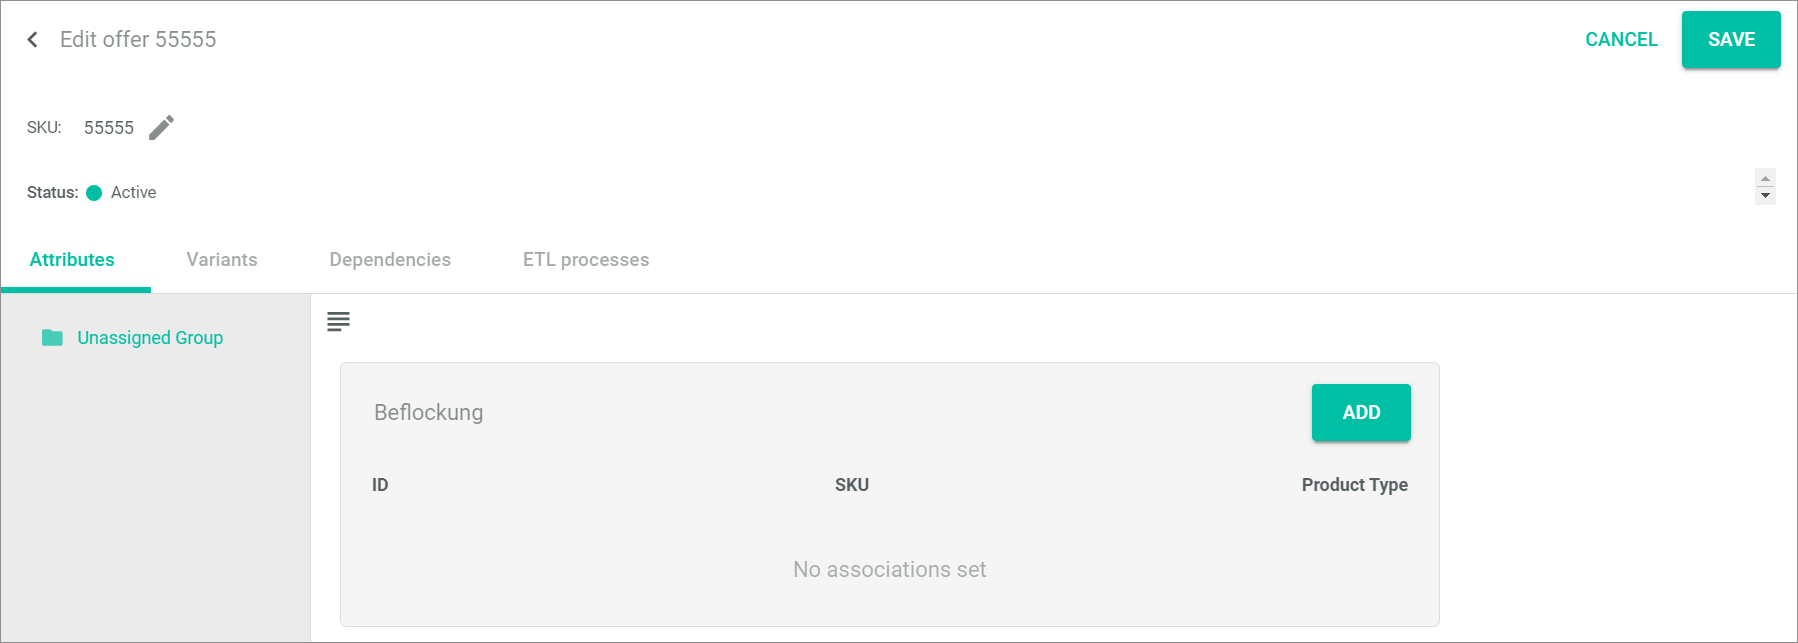 Edit offer 55555
CANCEL
SAVE
SKU: 55555
Status: Active
Attributes Variants Dependencies ETL processes
Unassigned Group
Beflockung
ADD
ID SKU Product Type
No associations set